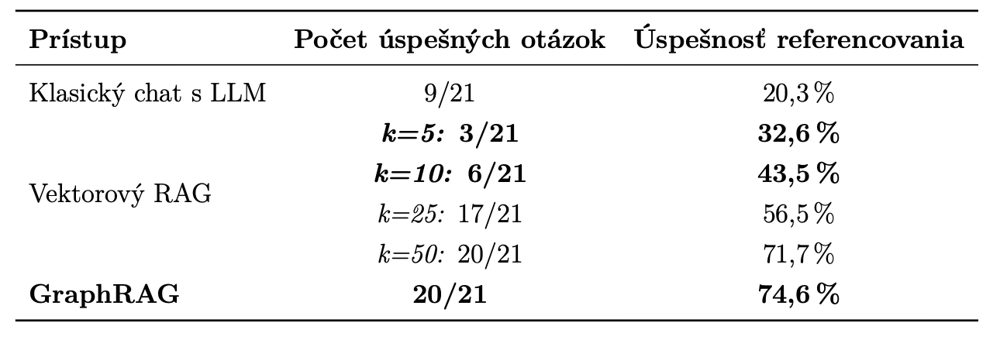 Prístup Počet úspešných otázok Úspešnosť referencovania
Klasický chat s LLM 9/21 20,3 %
k=5: 3/21 32,6 %
k=10: 6/21 43,5 %
Vektorový RAG
k=25: 17/21 56,5 %
k=50: 20/21 71,7 %
GraphRAG 20/21 74,6 %